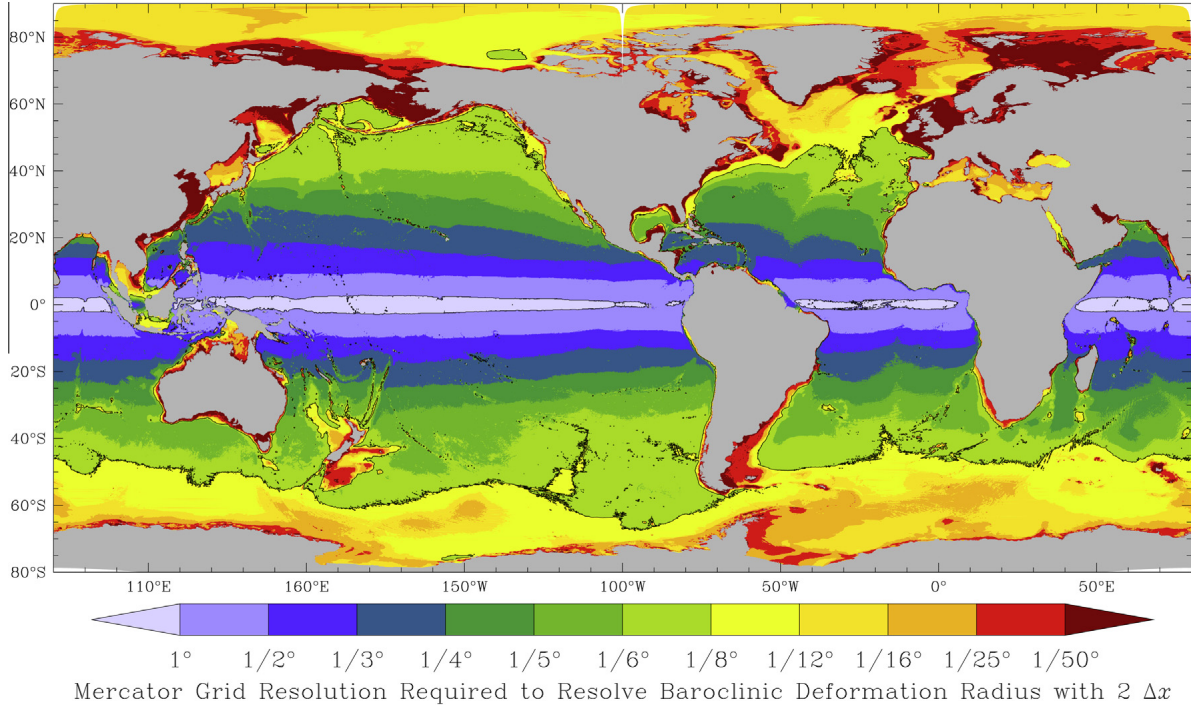 80°N
60°N
40°N
20°N
0°
20°S
40°S
60°S
80°S
110°E 160°E 150°W 100°W 50°W 0° 50°E
1° 1/2° 1/3° 1/4° 1/5° 1/6° 1/8° 1/12° 1/16° 1/25° 1/50°
Mercator Grid Resolution Required to Resolve Baroclinic Deformation Radius with 2 Δx